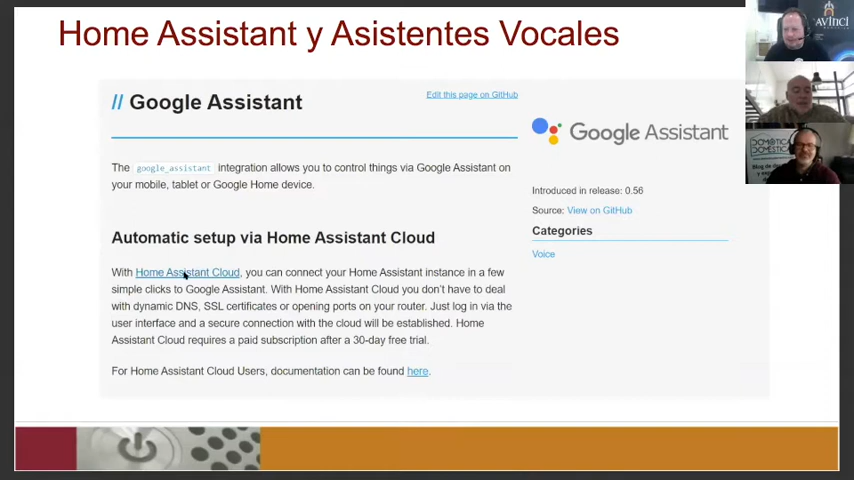 Home Assistant y Asistentes Vocales
// Google Assistant
Edit this page on GitHub
The google_assistant integration allows you to control things via Google Assistant on
your mobile, tablet or Google Home device.
Automatic setup via Home Assistant Cloud
With Home Assistant Cloud, you can connect your Home Assistant instance in a few
simple clicks to Google Assistant. With Home Assistant Cloud you don't have to deal
with dynamic DNS, SSL certificates or opening ports on your router. Just log in via the
user interface and a secure connection with the cloud will be established. Home
Assistant Cloud requires a paid subscription after a 30-day free trial.
For Home Assistant Cloud Users, documentation can be found here.
Google Assistant
Introduced in release: 0.56
Source: View on GitHub
Categories
Voice
AVINCI
DOMÓTICA
DOMÉSTICA
Blog de